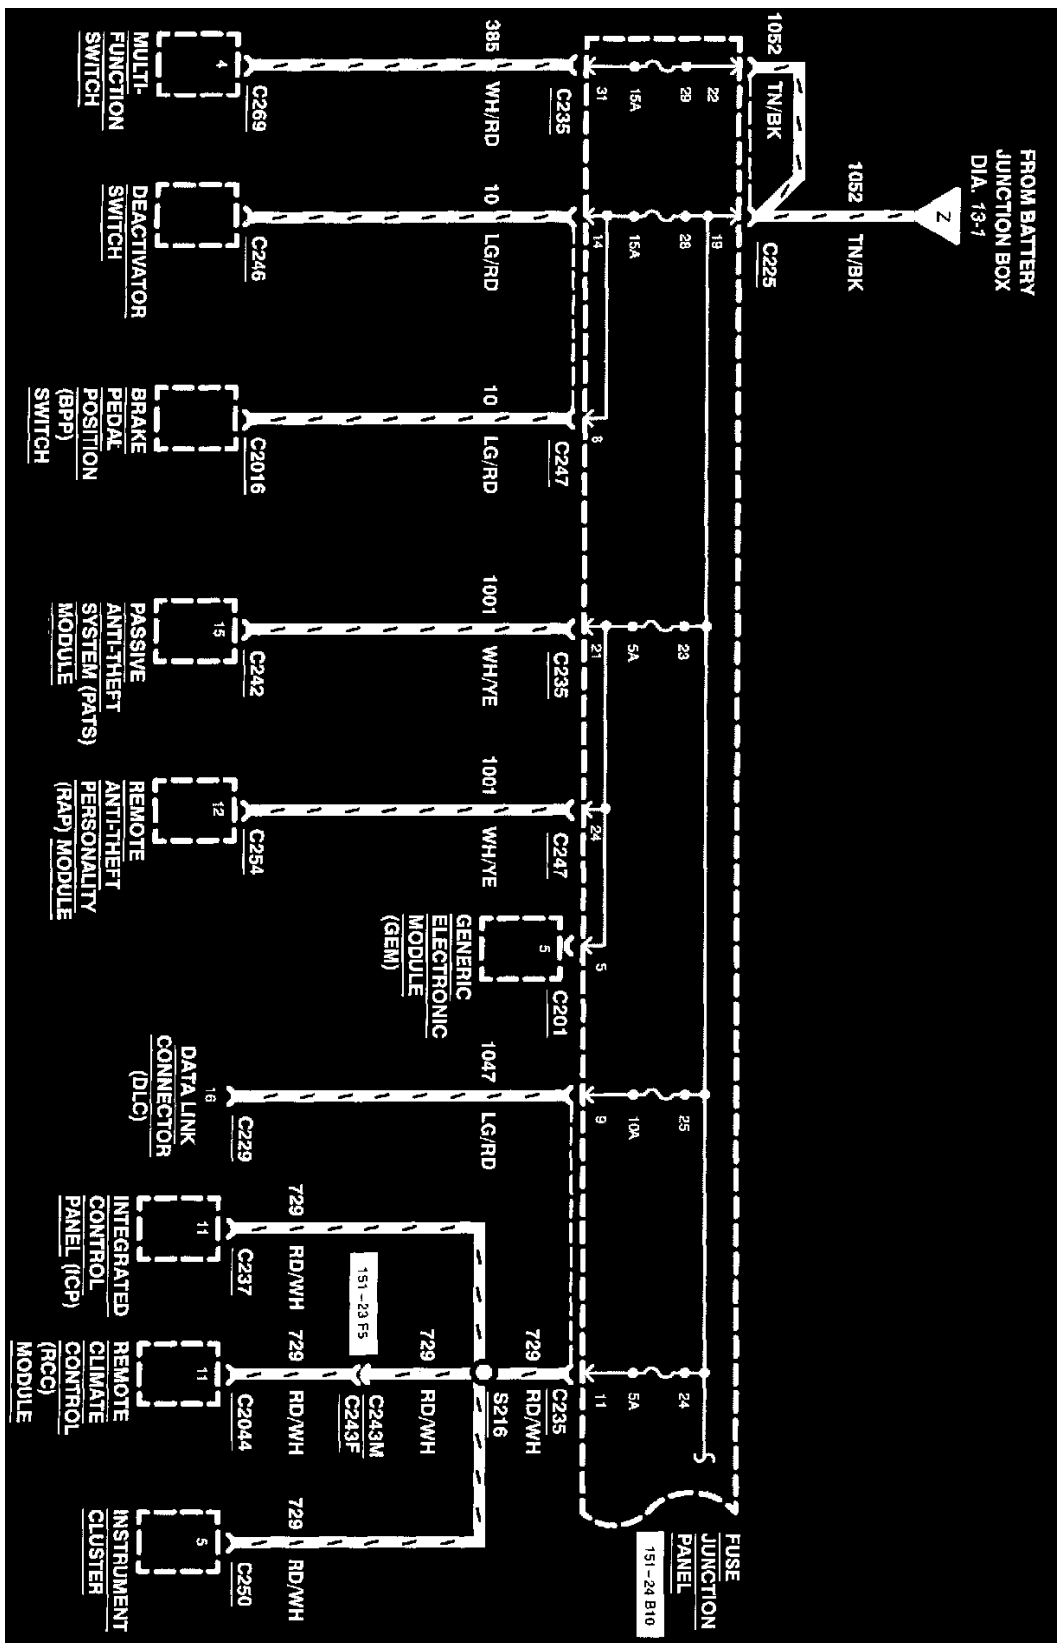 FROM BATTERY
JUNCTION BOX
DIA. 13-1
Z
1052
TN/BK
1052
TN/BK
C225
22
29
15A
31
19
28
15A
14
8
23
5A
21
24
5
25
10A
9
24
5A
11
FUSE
JUNCTION
PANEL
151-24 B10
C235
385
WH/RD
C269
4
MULTI-
FUNCTION
SWITCH
10
LG/RD
C246
DEACTIVATOR
SWITCH
C247
10
LG/RD
C2016
BRAKE
PEDAL
POSITION
(BPP)
SWITCH
C235
1001
WH/YE
C242
15
PASSIVE
ANTI-THEFT
SYSTEM (PATS)
MODULE
C247
1001
WH/YE
C254
12
REMOTE
ANTI-THEFT
PERSONALITY
(RAP) MODULE
C201
5
GENERIC
ELECTRONIC
MODULE
(GEM)
1047
LG/RD
C229
16
DATA LINK
CONNECTOR
(DLC)
C235
729
RD/WH
S216
729
RD/WH
C243M
C243F
151-23 F5
729
RD/WH
C237
11
INTEGRATED
CONTROL
PANEL (ICP)
729
RD/WH
C2044
11
REMOTE
CLIMATE
CONTROL
(RCC)
MODULE
729
RD/WH
C250
5
INSTRUMENT
CLUSTER